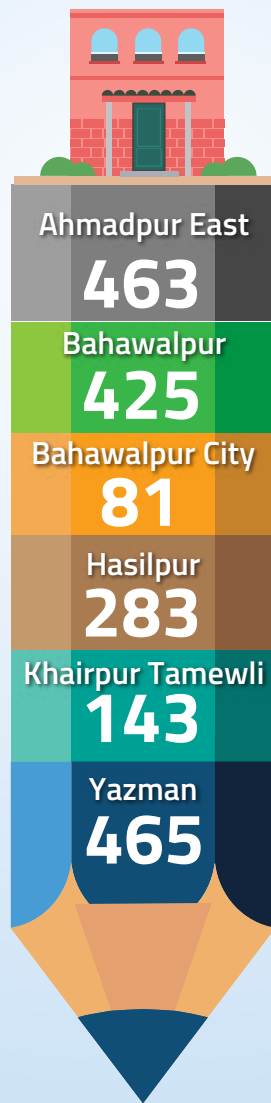 Ahmadpur East
463
Bahawalpur
425
Bahawalpur City
81
Hasilpur
283
Khairpur Tamewli
143
Yazman
465